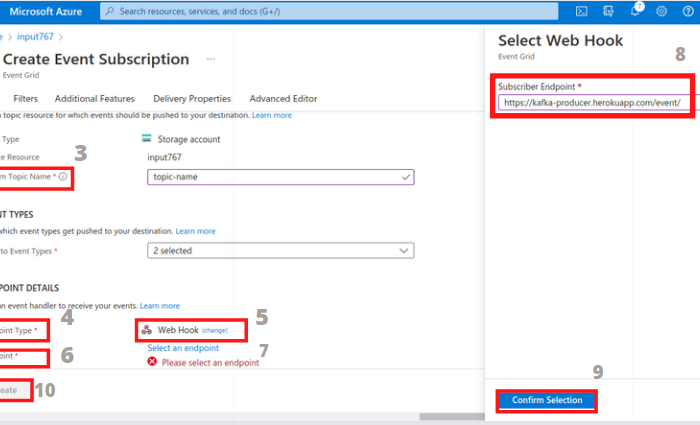 Microsoft Azure
Search resources, services, and docs (G+/)
7
e > input767 >
Create Event Subscription ...
Event Grid
Filters Additional Features Delivery Properties Advanced Editor
topic resource for which events should be pushed to your destination. Learn more
Type Storage account
e Resource input767
3
m Topic Name * topic-name
NT TYPES
which event types get pushed to your destination. Learn more
to Event Types * 2 selected
POINT DETAILS
an event handler to receive your events. Learn more
4 5
point Type * Web Hook (change)
6 7
oint * Select an endpoint
Please select an endpoint
eate 10
Select Web Hook
Event Grid
8
Subscriber Endpoint *
https://kafka-producer.herokuapp.com/event/
9
Confirm Selection